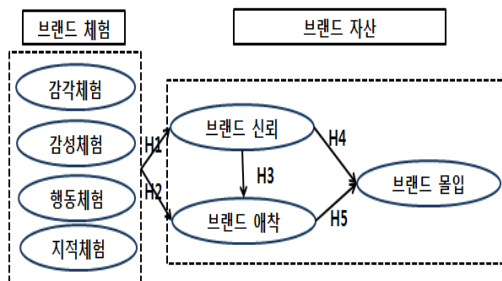 브랜드 체험
브랜드 자산
감각체험
감성체험
행동체험
지적체험
H1
H2
브랜드 신뢰
H3
브랜드 애착
H4
H5
브랜드 몰입